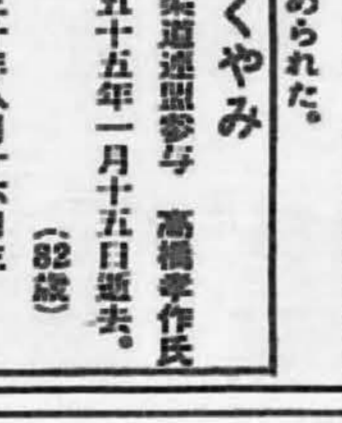 められた。
くやみ
柔道連盟参与　高橋孝作氏
五十五年一月十五日逝去。
（82歳）